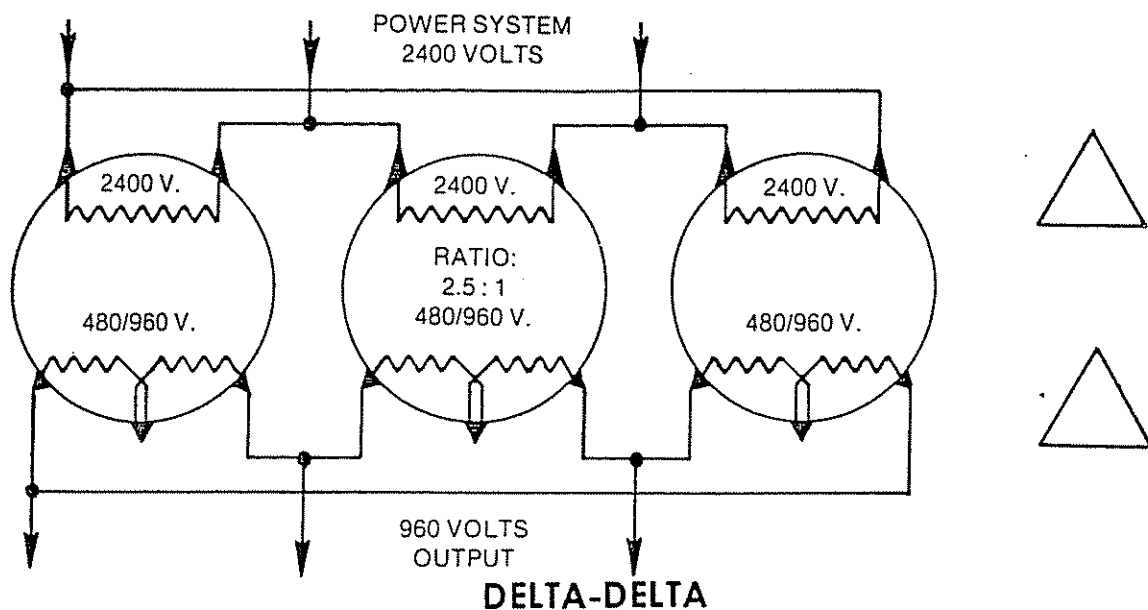 POWER SYSTEM
2400 VOLTS
2400 V.
2400 V.
2400 V.
RATIO:
2.5 : 1
480/960 V.
480/960 V.
480/960 V.
960 VOLTS
OUTPUT
DELTA-DELTA